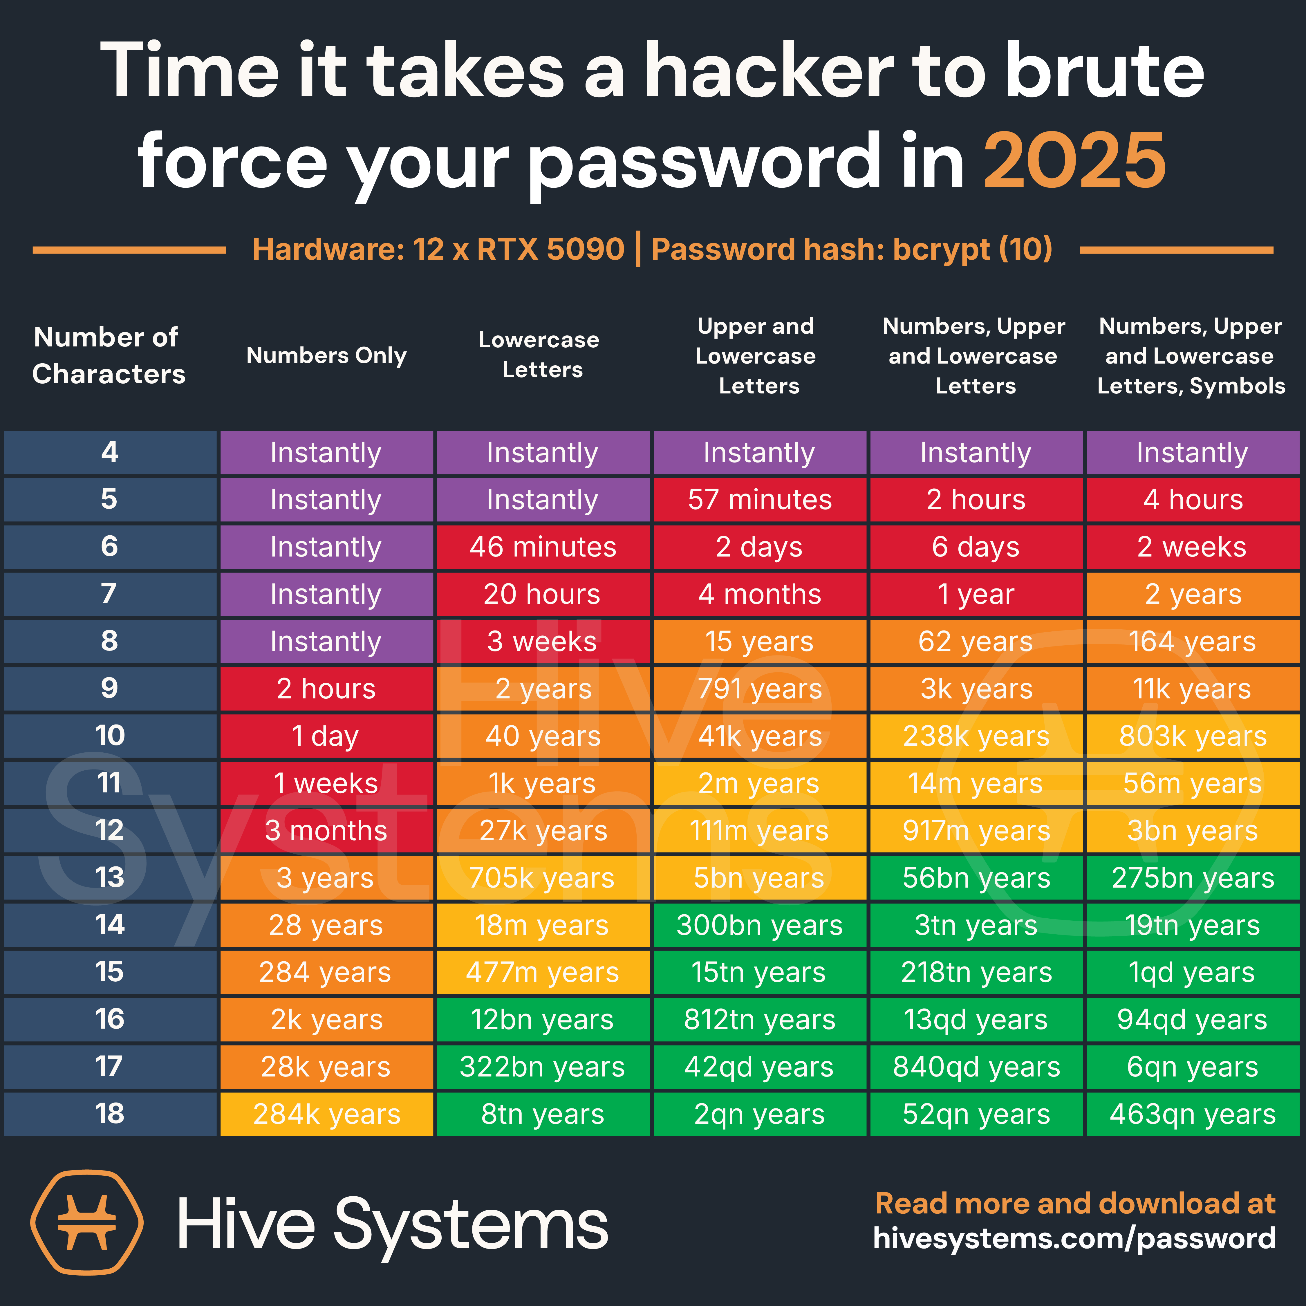 Time it takes a hacker to brute
force your password in 2025
Hardware: 12 x RTX 5090 | Password hash: bcrypt (10)
Number of
Characters
Numbers Only
Lowercase
Letters
Upper and
Lowercase
Letters
Numbers, Upper
and Lowercase
Letters
Numbers, Upper
and Lowercase
Letters, Symbols
4 Instantly Instantly Instantly Instantly Instantly
5 Instantly Instantly 57 minutes 2 hours 4 hours
6 Instantly 46 minutes 2 days 6 days 2 weeks
7 Instantly 20 hours 4 months 1 year 2 years
8 Instantly 3 weeks 15 years 62 years 164 years
9 2 hours 2 years 791 years 3k years 11k years
10 1 day 40 years 41k years 238k years 803k years
11 1 weeks 1k years 2m years 14m years 56m years
12 3 months 27k years 111m years 917m years 3bn years
13 3 years 705k years 5bn years 56bn years 275bn years
14 28 years 18m years 300bn years 3tn years 19tn years
15 284 years 477m years 15tn years 218tn years 1qd years
16 2k years 12bn years 812tn years 13qd years 94qd years
17 28k years 322bn years 42qd years 840qd years 6qn years
18 284k years 8tn years 2qn years 52qn years 463qn years
Hive
Systems
Hive Systems
Read more and download at
hivesystems.com/password